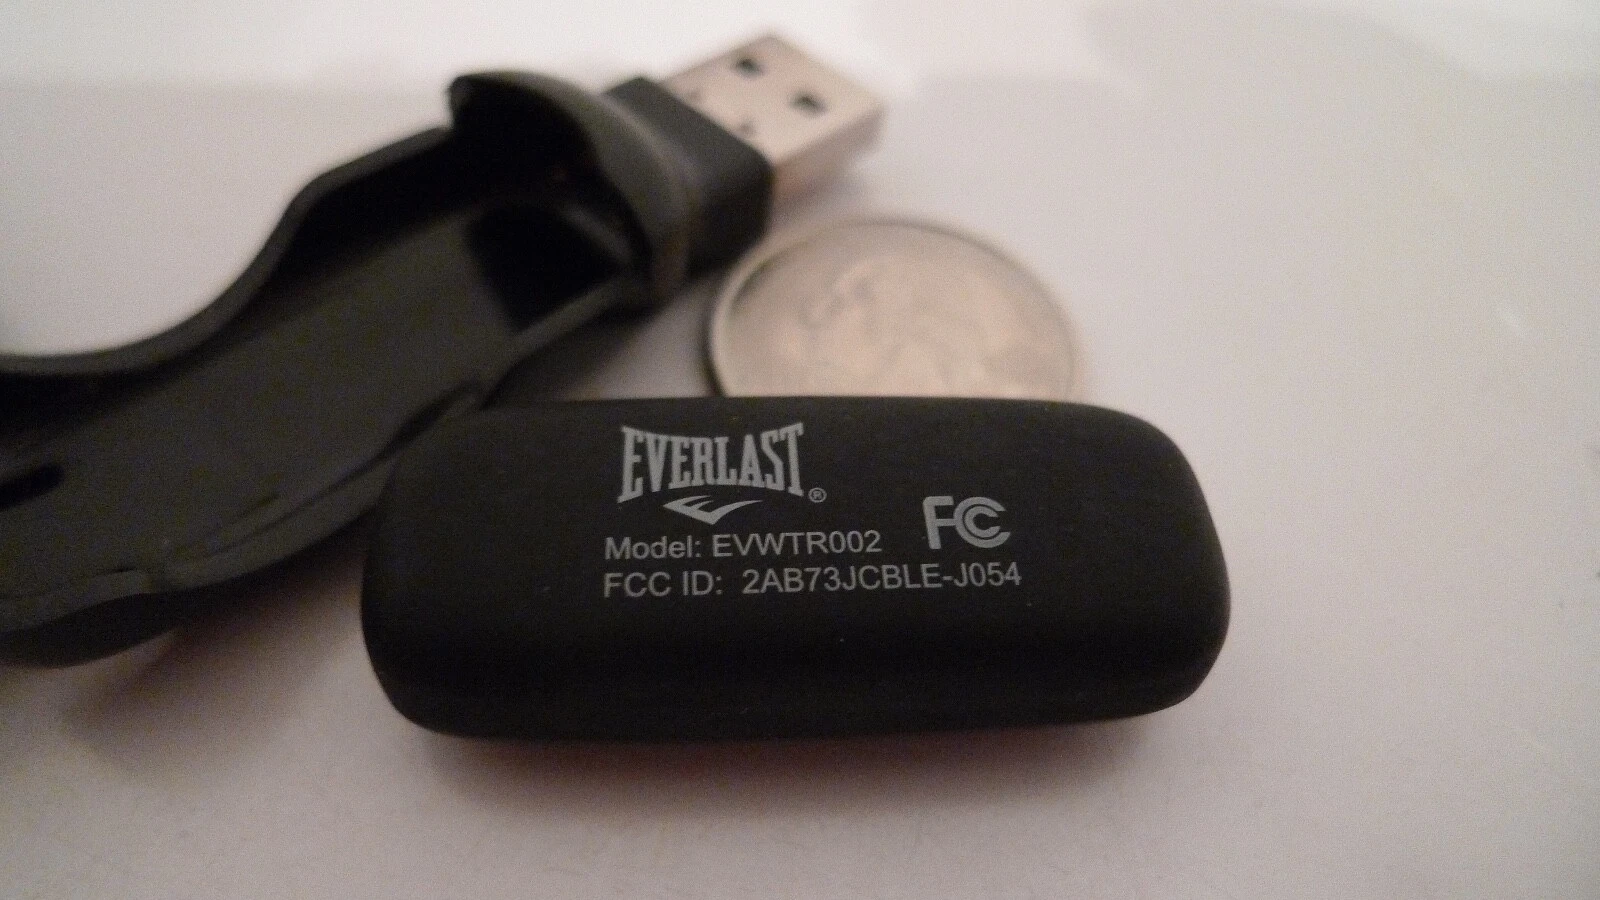 EVERLAST®
FC
Model: EVWTR002
FCC ID: 2AB73JCBLE-J054